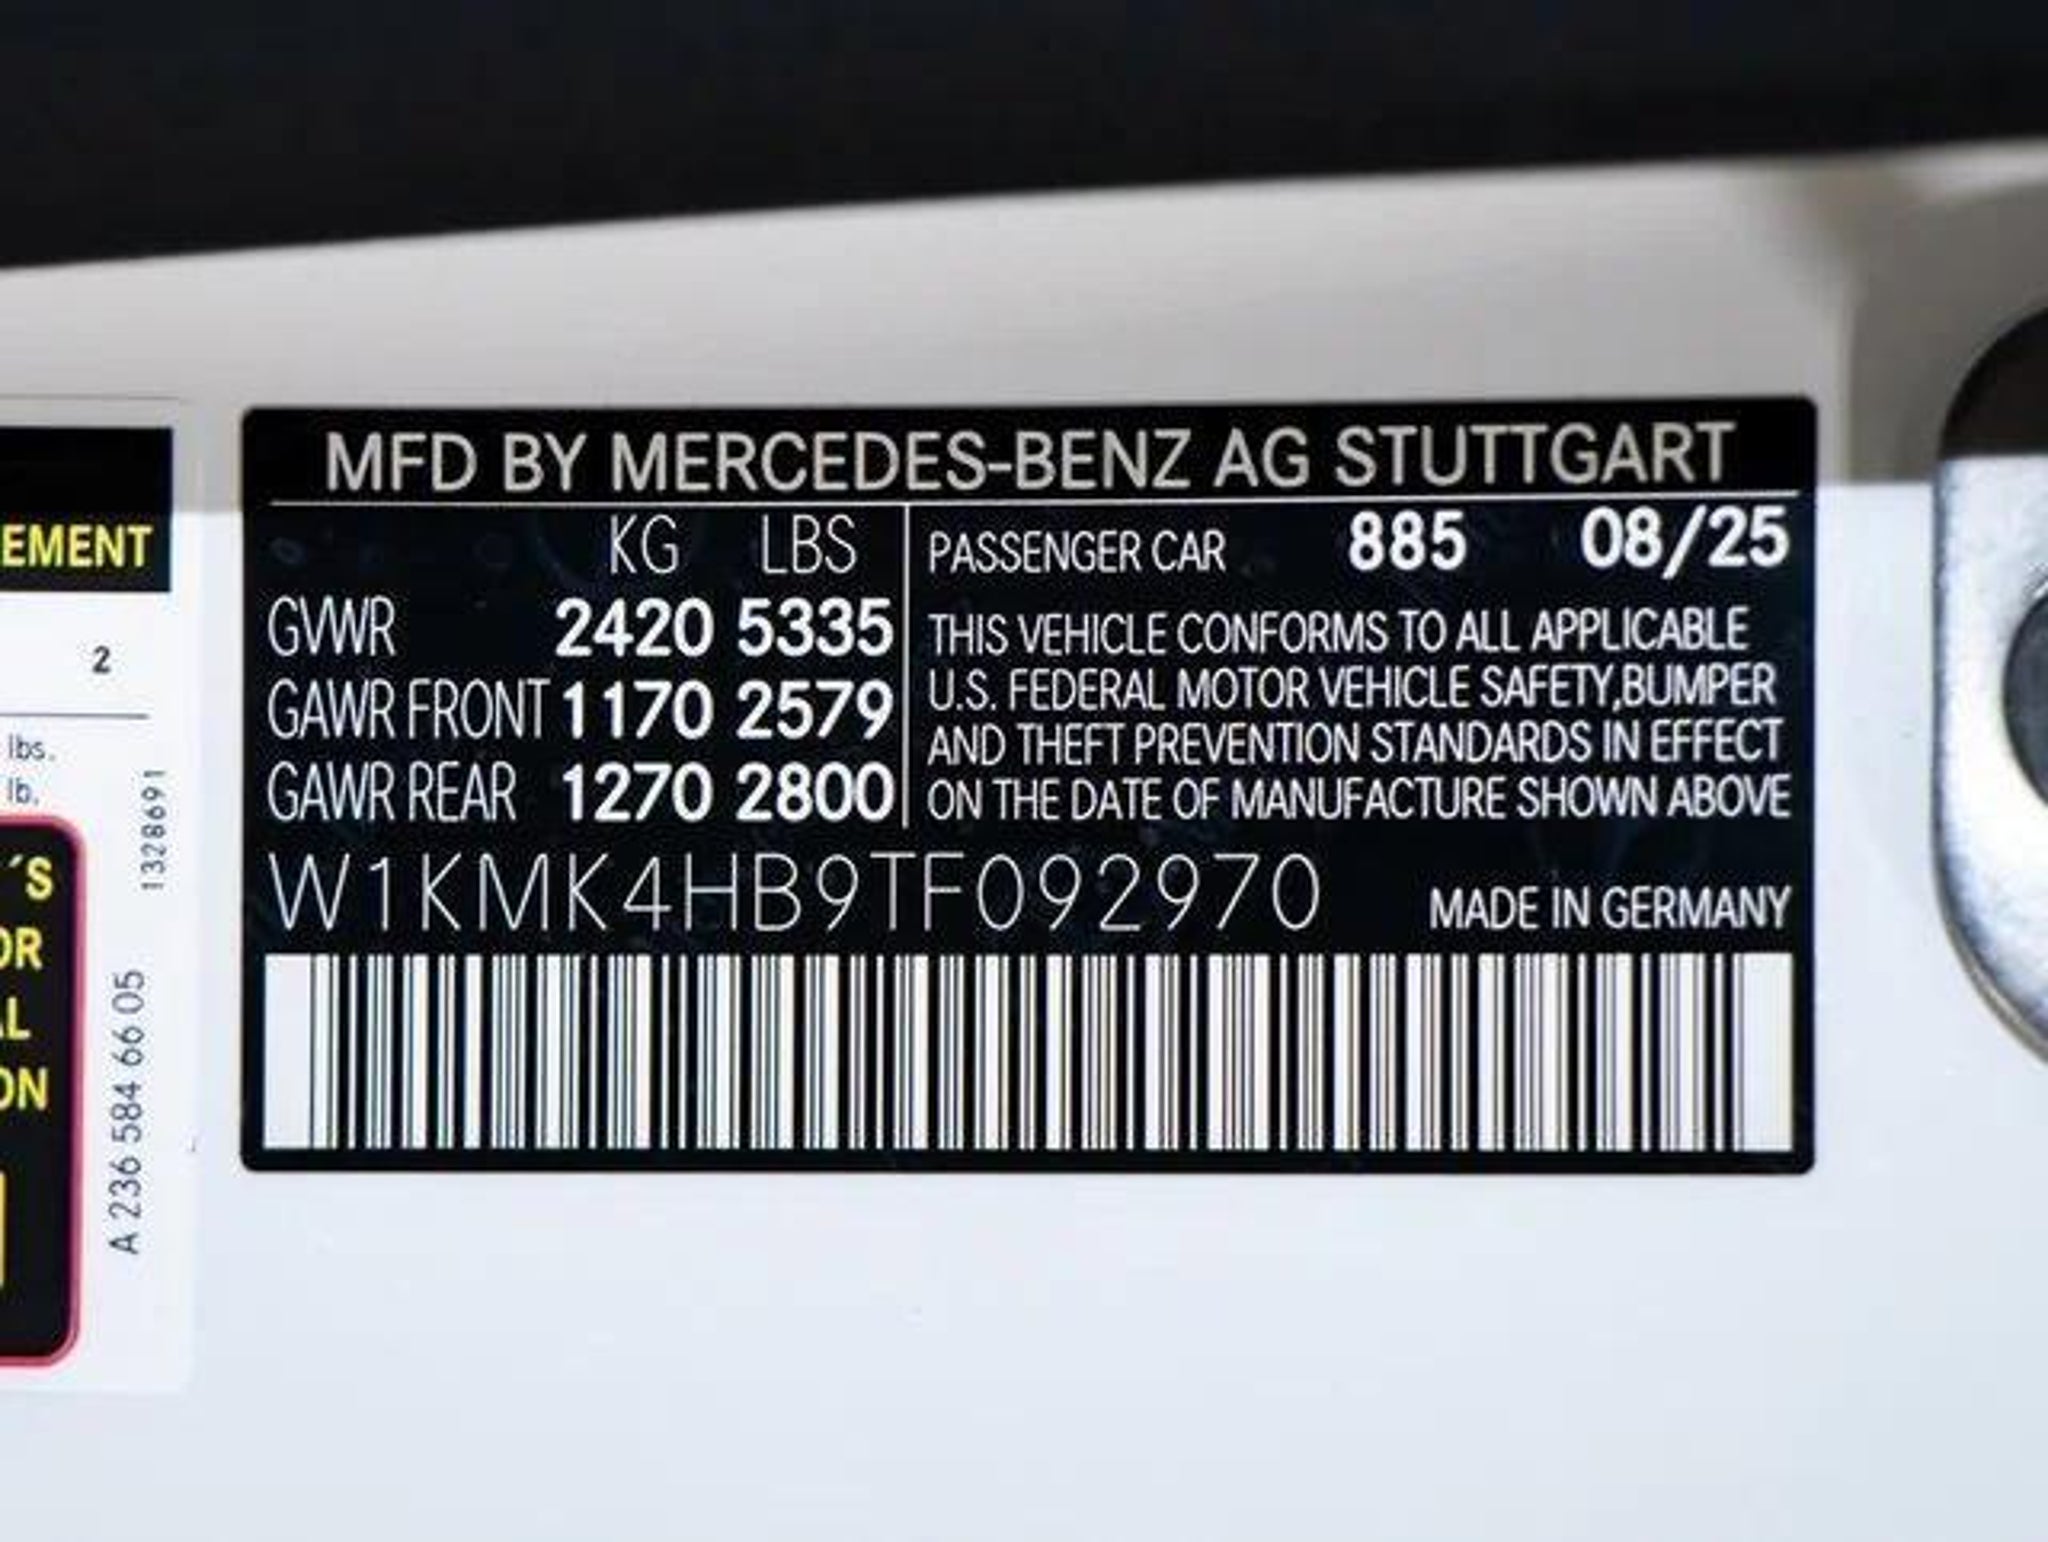 MFD BY MERCEDES-BENZ AG STUTTGART
KG LBS
GVWR 2420 5335
GAWR FRONT 1170 2579
GAWR REAR 1270 2800
PASSENGER CAR 885 08/25
THIS VEHICLE CONFORMS TO ALL APPLICABLE
U.S. FEDERAL MOTOR VEHICLE SAFETY,BUMPER
AND THEFT PREVENTION STANDARDS IN EFFECT
ON THE DATE OF MANUFACTURE SHOWN ABOVE
W1KMK4HB9TF092970
MADE IN GERMANY
EMENT
2
lbs.
lb.
´S
OR
AL
ON
1328691
A 236 584 66 05